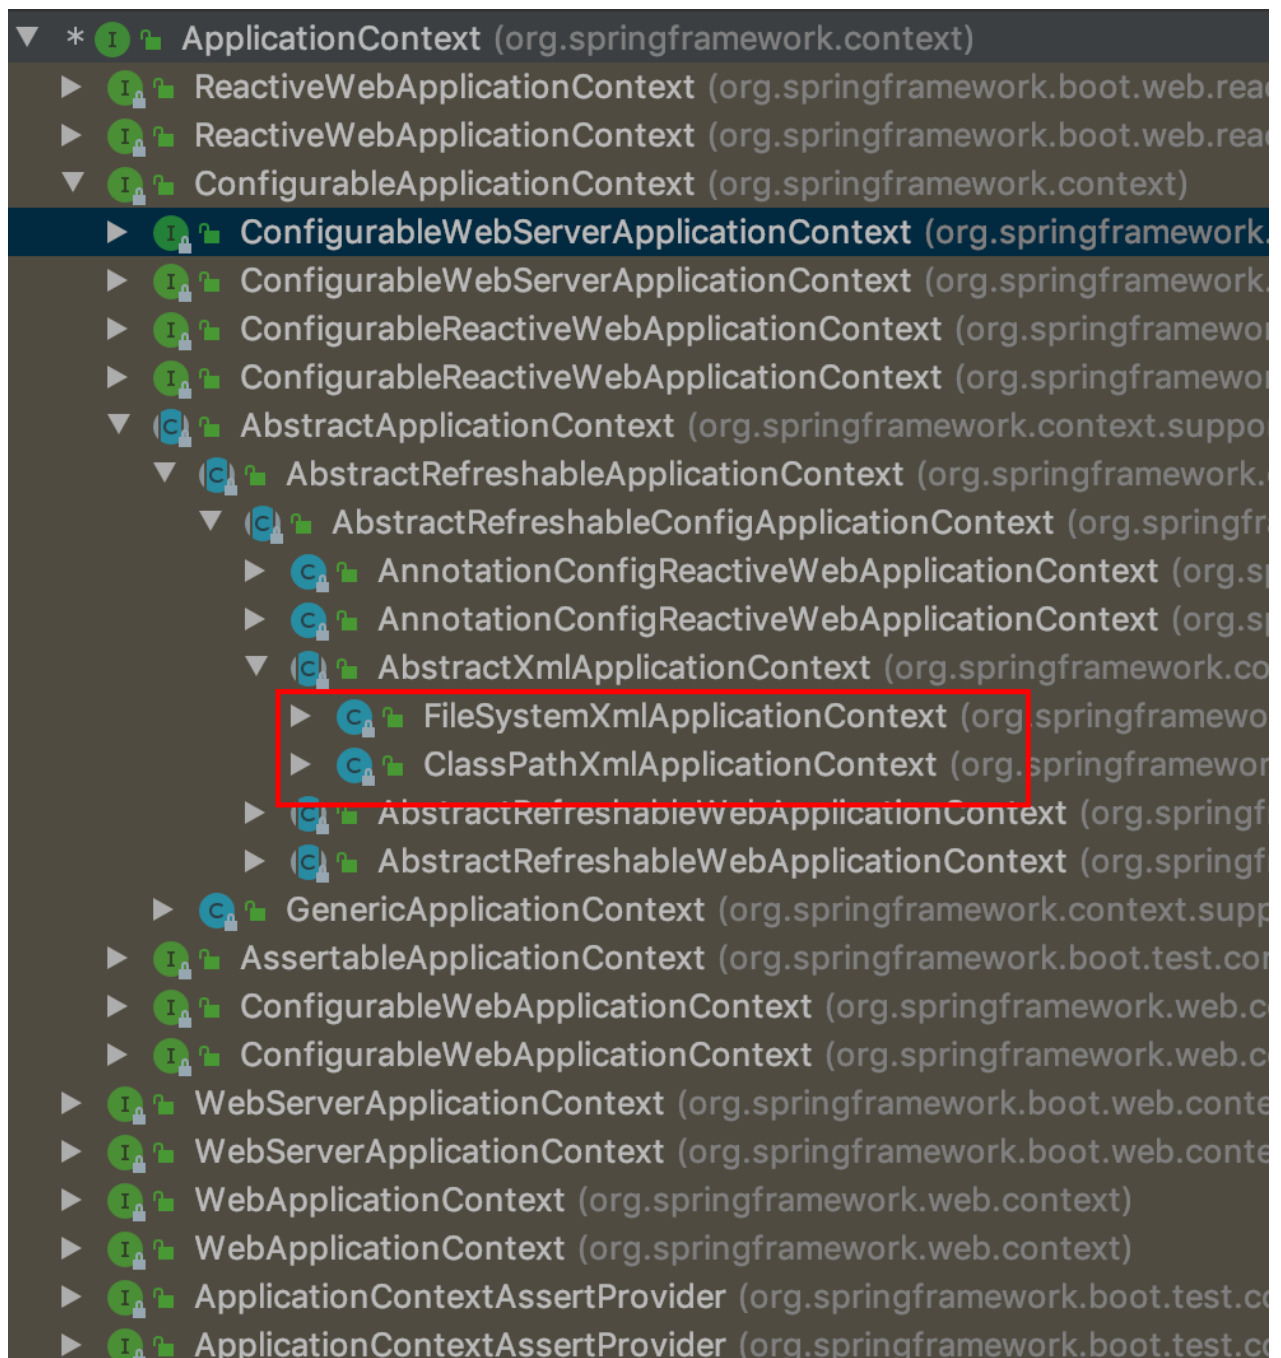 * I ApplicationContext (org.springframework.context)
I ReactiveWebApplicationContext (org.springframework.boot.web.rea
I ReactiveWebApplicationContext (org.springframework.boot.web.rea
I ConfigurableApplicationContext (org.springframework.context)
I ConfigurableWebServerApplicationContext (org.springframework.
I ConfigurableWebServerApplicationContext (org.springframework.
I ConfigurableReactiveWebApplicationContext (org.springframewor
I ConfigurableReactiveWebApplicationContext (org.springframewor
C AbstractApplicationContext (org.springframework.context.suppo
C AbstractRefreshableApplicationContext (org.springframework.
C AbstractRefreshableConfigApplicationContext (org.springfr
C AnnotationConfigReactiveWebApplicationContext (org.sp
C AnnotationConfigReactiveWebApplicationContext (org.sp
C AbstractXmlApplicationContext (org.springframework.co
C FileSystemXmlApplicationContext (org.springframewo
C ClassPathXmlApplicationContext (org.springframewor
C AbstractRefreshableWebApplicationContext (org.springf
C AbstractRefreshableWebApplicationContext (org.springf
C GenericApplicationContext (org.springframework.context.supp
I AssertableApplicationContext (org.springframework.boot.test.con
I ConfigurableWebApplicationContext (org.springframework.web.c
I ConfigurableWebApplicationContext (org.springframework.web.c
I WebServerApplicationContext (org.springframework.boot.web.conte
I WebServerApplicationContext (org.springframework.boot.web.conte
I WebApplicationContext (org.springframework.web.context)
I WebApplicationContext (org.springframework.web.context)
I ApplicationContextAssertProvider (org.springframework.boot.test.co
I ApplicationContextAssertProvider (org.springframework.boot.test.co